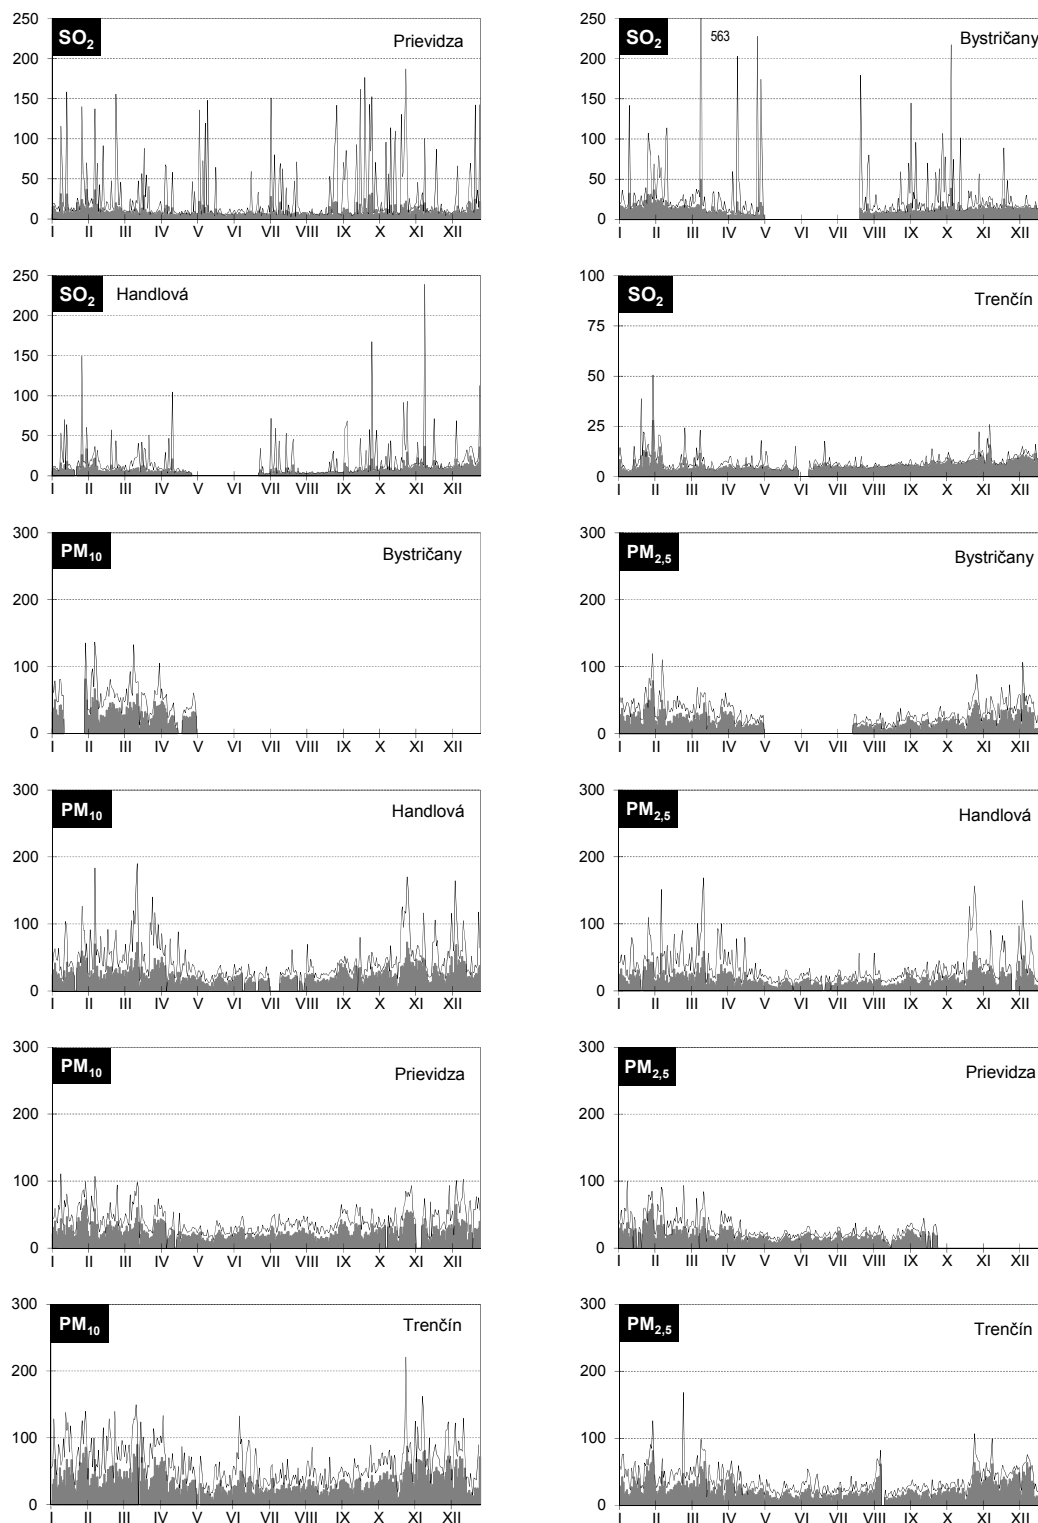 SO2 Prievidza
250
200
150
100
50
0
I II III IV V VI VII VIII IX X XI XII
SO2 563 Bystričany
250
200
150
100
50
0
I II III IV V VI VII VIII IX X XI XII
SO2 Handlová
250
200
150
100
50
0
I II III IV V VI VII VIII IX X XI XII
SO2 Trenčín
100
75
50
25
0
I II III IV V VI VII VIII IX X XI XII
PM10 Bystričany
300
200
100
0
I II III IV V VI VII VIII IX X XI XII
PM2,5 Bystričany
300
200
100
0
I II III IV V VI VII VIII IX X XI XII
PM10 Handlová
300
200
100
0
I II III IV V VI VII VIII IX X XI XII
PM2,5 Handlová
300
200
100
0
I II III IV V VI VII VIII IX X XI XII
PM10 Prievidza
300
200
100
0
I II III IV V VI VII VIII IX X XI XII
PM2,5 Prievidza
300
200
100
0
I II III IV V VI VII VIII IX X XI XII
PM10 Trenčín
300
200
100
0
I II III IV V VI VII VIII IX X XI XII
PM2,5 Trenčín
300
200
100
0
I II III IV V VI VII VIII IX X XI XII